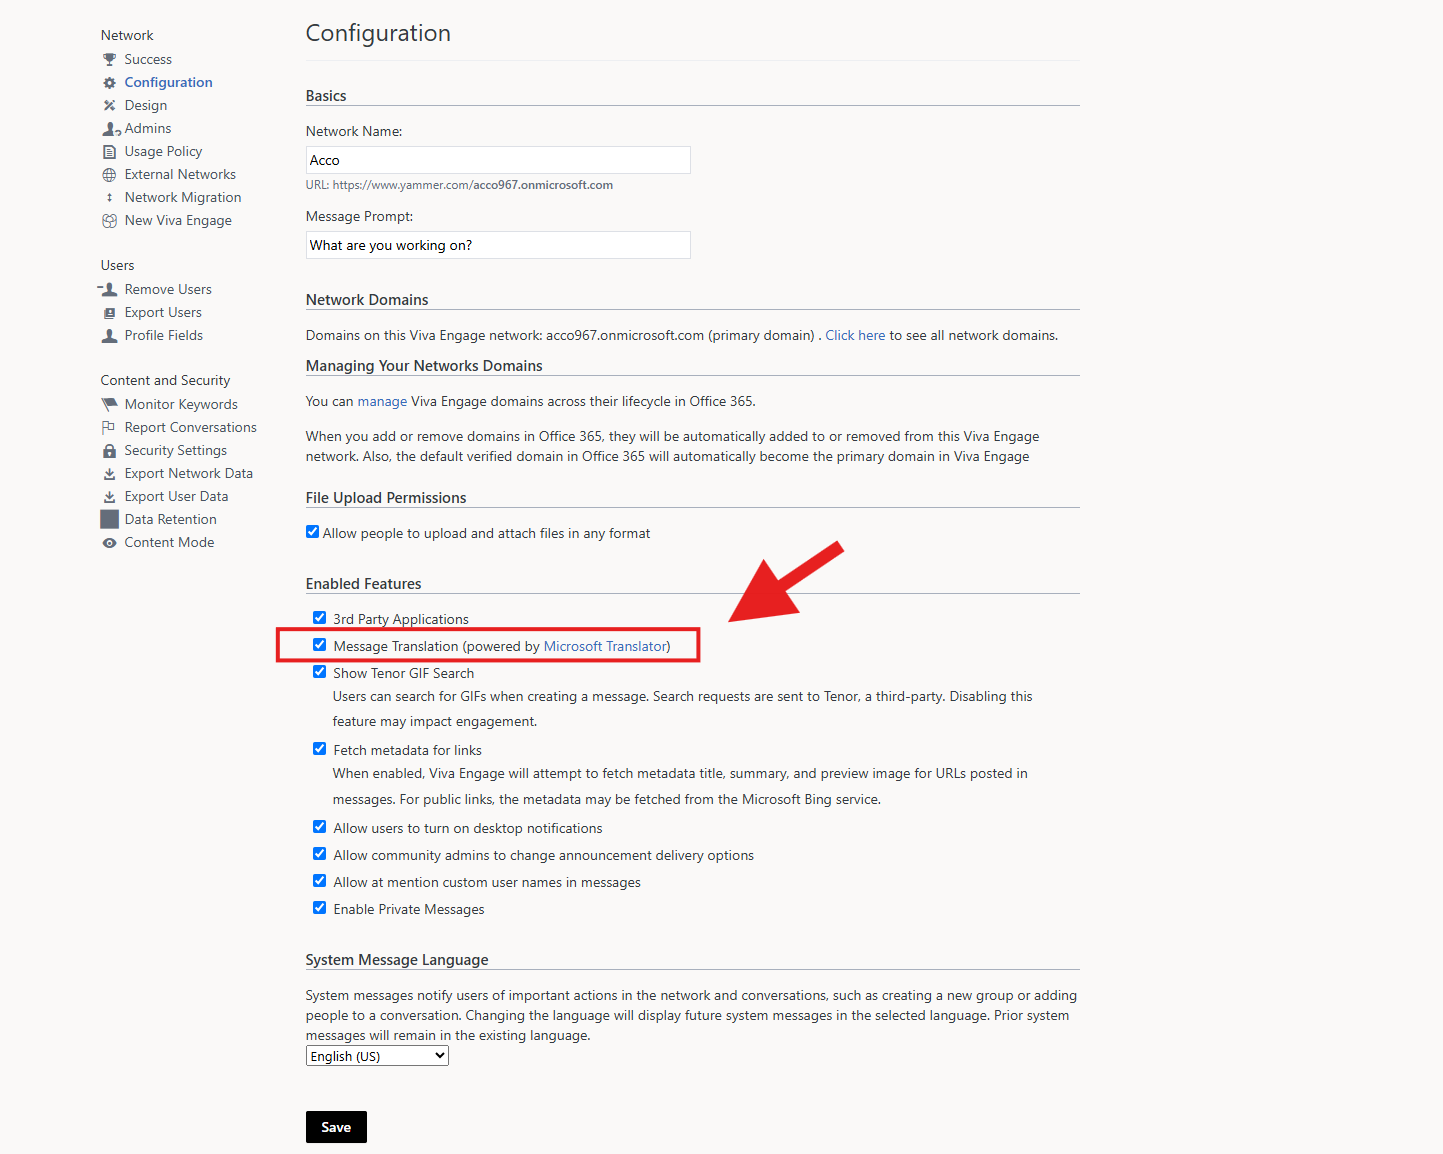 Network
Success
Configuration
Design
Admins
Usage Policy
External Networks
Network Migration
New Viva Engage
Users
Remove Users
Export Users
Profile Fields
Content and Security
Monitor Keywords
Report Conversations
Security Settings
Export Network Data
Export User Data
Data Retention
Content Mode
Configuration
Basics
Network Name:
Acco
URL: https://www.yammer.com/acco967.onmicrosoft.com
Message Prompt:
What are you working on?
Network Domains
Domains on this Viva Engage network: acco967.onmicrosoft.com (primary domain) . Click here to see all network domains.
Managing Your Networks Domains
You can manage Viva Engage domains across their lifecycle in Office 365.
When you add or remove domains in Office 365, they will be automatically added to or removed from this Viva Engage
network. Also, the default verified domain in Office 365 will automatically become the primary domain in Viva Engage
File Upload Permissions
Allow people to upload and attach files in any format
Enabled Features
3rd Party Applications
Message Translation (powered by Microsoft Translator)
Show Tenor GIF Search
Users can search for GIFs when creating a message. Search requests are sent to Tenor, a third-party. Disabling this
feature may impact engagement.
Fetch metadata for links
When enabled, Viva Engage will attempt to fetch metadata title, summary, and preview image for URLs posted in
messages. For public links, the metadata may be fetched from the Microsoft Bing service.
Allow users to turn on desktop notifications
Allow community admins to change announcement delivery options
Allow at mention custom user names in messages
Enable Private Messages
System Message Language
System messages notify users of important actions in the network and conversations, such as creating a new group or adding
people to a conversation. Changing the language will display future system messages in the selected language. Prior system
messages will remain in the existing language.
English (US)
Save